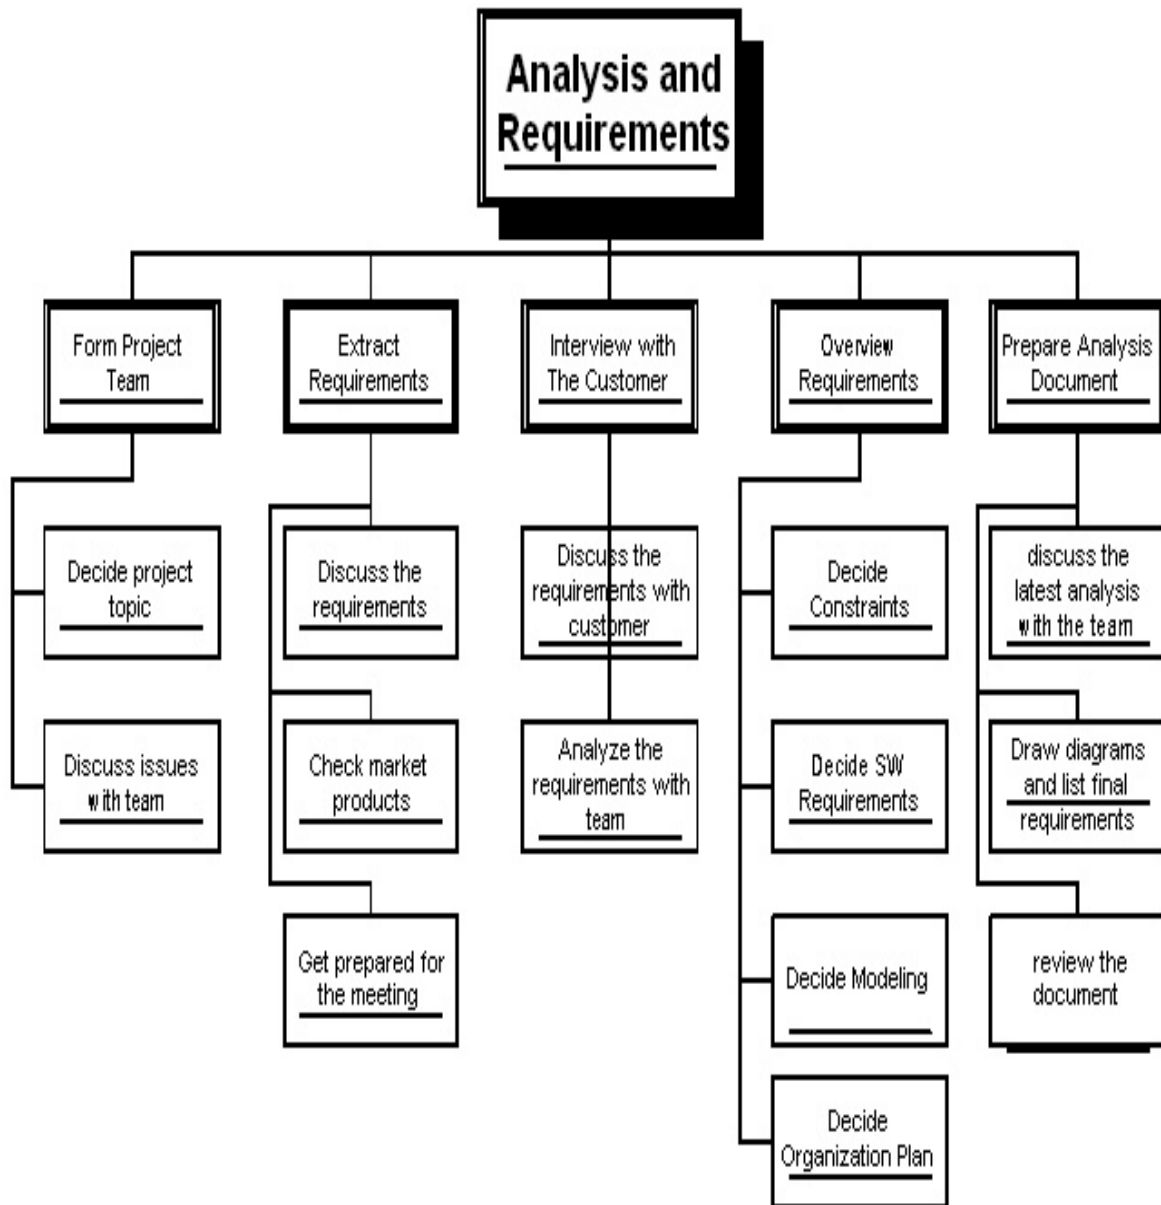 Analysis and
Requirements
Form Project
Team
Extract
Requirements
Interview with
The Customer
Overview
Requirements
Prepare Analysis
Document
Decide project
topic
Discuss the
requirements
Discuss the
requirements with
customer
Decide
Constraints
discuss the
latest analysis
with the team
Discuss issues
with team
Check market
products
Analyze the
requirements with
team
Decide SW
Requirements
Draw diagrams
and list final
requirements
Get prepared for
the meeting
Decide Modeling
review the
document
Decide
Organization Plan